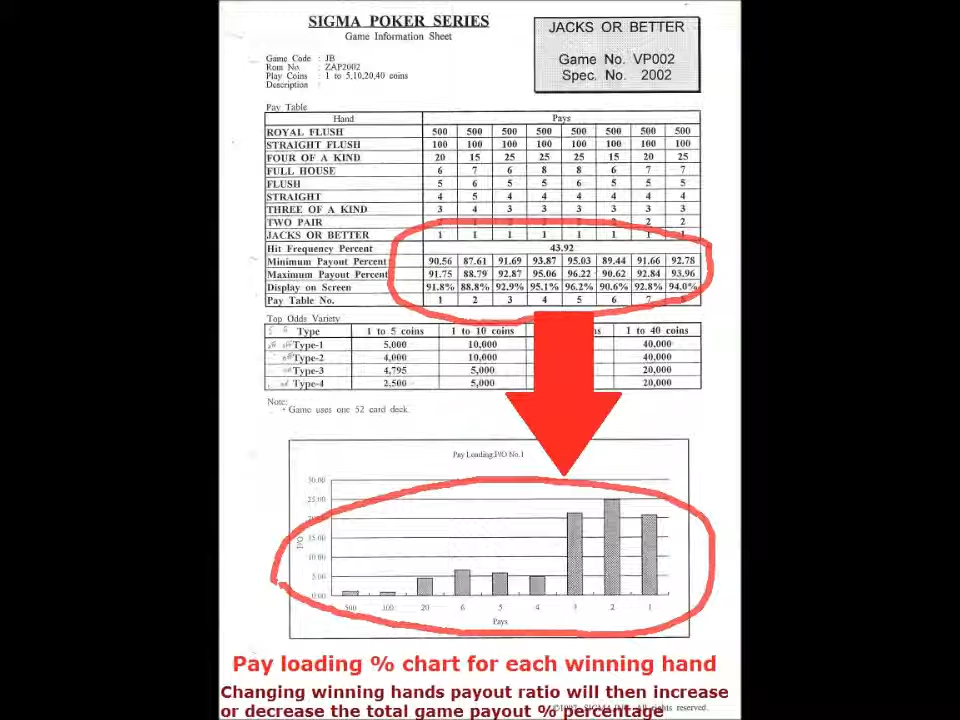 SIGMA POKER SERIES
Game Information Sheet
JACKS OR BETTER
Game No. VP002
Spec. No. 2002
Game Code : JB
Rom No. : ZAP2002
Play Coins : 1 to 5,10,20,40 coins
Description :
Pay Table
Hand Pays
ROYAL FLUSH 500 500 500 500 500 500 500 500
STRAIGHT FLUSH 100 100 100 100 100 100 100 100
FOUR OF A KIND 20 15 25 25 25 15 20 25
FULL HOUSE 6 7 6 8 8 6 7 7
FLUSH 5 6 5 5 6 5 5 5
STRAIGHT 4 5 4 4 4 4 4 4
THREE OF A KIND 3 4 3 3 3 3 3 3
TWO PAIR 2 2
JACKS OR BETTER 1 1 1 1 1 1 1 1
Hit Frequency Percent 43.92
Minimum Payout Percent 90.56 87.61 91.69 93.87 95.03 89.44 91.66 92.78
Maximum Payout Percent 91.75 88.79 92.87 95.06 96.22 90.62 92.84 93.96
Display on Screen 91.8% 88.8% 92.9% 95.1% 96.2% 90.6% 92.8% 94.0%
Pay Table No. 1 2 3 4 5 6 7
Top Odds Variety
Type 1 to 5 coins 1 to 10 coins 1 to 40 coins
Type-1 5,000 10,000 40,000
Type-2 4,000 10,000 40,000
Type-3 4,795 5,000 20,000
Type-4 2,500 5,000 20,000
Note:
· Game uses one 52 card deck.
Pay Loading:P/O No.1
30.00
25.00
15.00
10.00
5.00
0.00
500 100 20 6 5 4 3 2 1
Pays
Pay loading % chart for each winning hand
Changing winning hands payout ratio will then increase
or decrease the total game payout % percentage